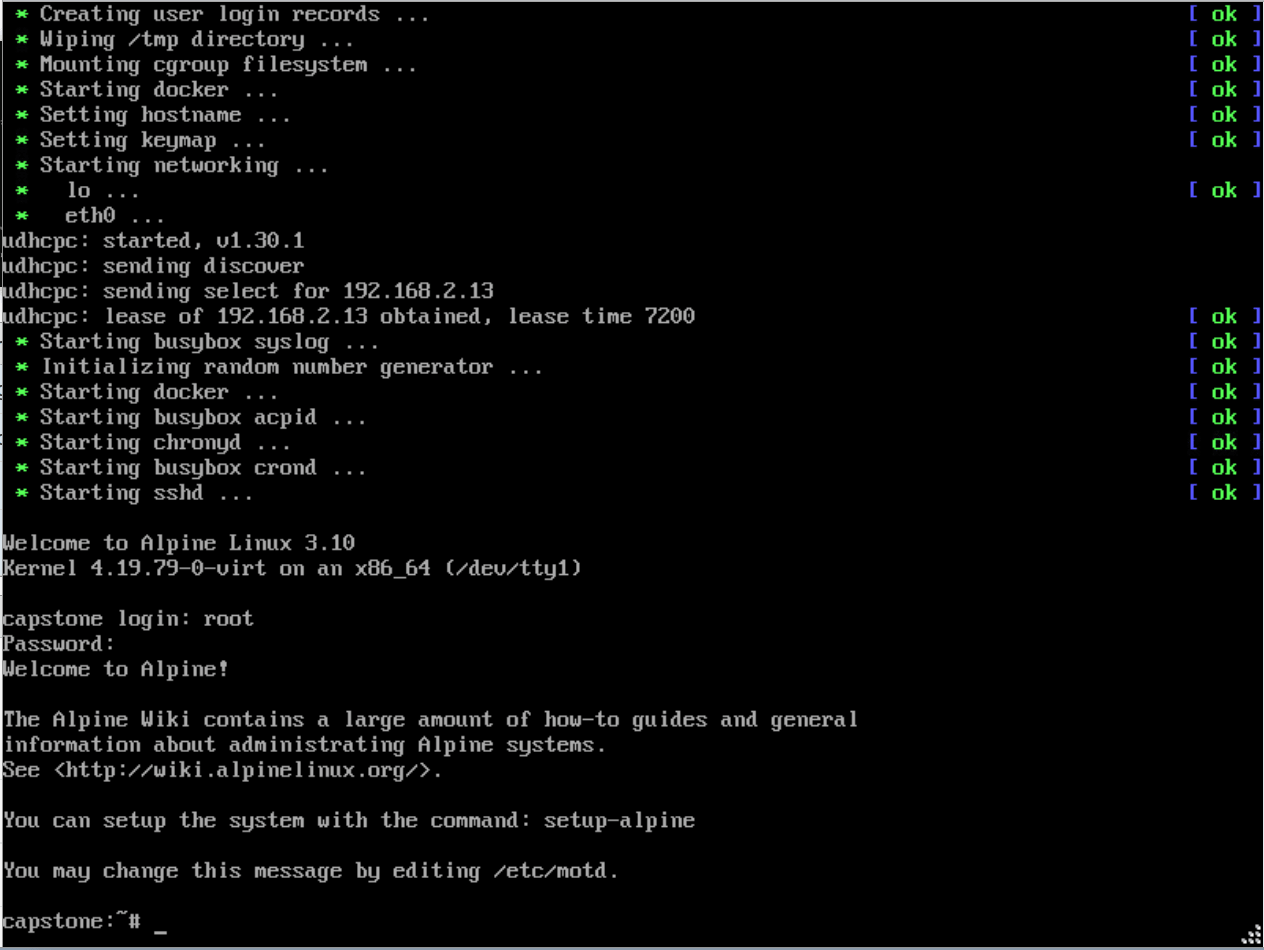 * Creating user login records ... [ ok ]
* Wiping /tmp directory ... [ ok ]
* Mounting cgroup filesystem ... [ ok ]
* Starting docker ... [ ok ]
* Setting hostname ... [ ok ]
* Setting keymap ... [ ok ]
* Starting networking ...
*   lo ... [ ok ]
*   eth0 ...
udhcpc: started, v1.30.1
udhcpc: sending discover
udhcpc: sending select for 192.168.2.13
udhcpc: lease of 192.168.2.13 obtained, lease time 7200 [ ok ]
* Starting busybox syslog ... [ ok ]
* Initializing random number generator ... [ ok ]
* Starting docker ... [ ok ]
* Starting busybox acpid ... [ ok ]
* Starting chronyd ... [ ok ]
* Starting busybox crond ... [ ok ]
* Starting sshd ... [ ok ]
Welcome to Alpine Linux 3.10
Kernel 4.19.79-0-virt on an x86_64 (/dev/tty1)
capstone login: root
Password:
Welcome to Alpine!
The Alpine Wiki contains a large amount of how-to guides and general
information about administrating Alpine systems.
See <http://wiki.alpinelinux.org/>.
You can setup the system with the command: setup-alpine
You may change this message by editing /etc/motd.
capstone:~# _